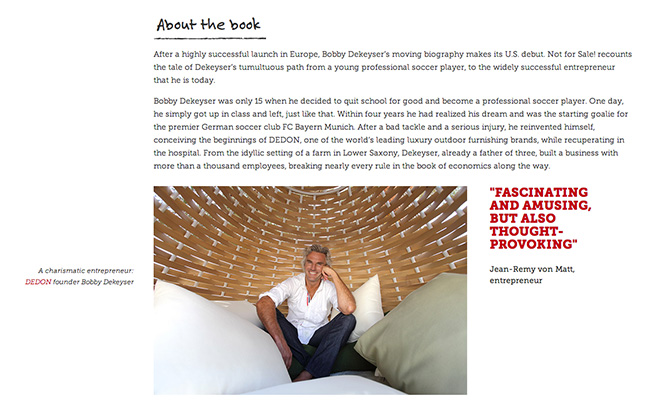 About the book
After a highly successful launch in Europe, Bobby Dekeyser's moving biography makes its U.S. debut. Not for Sale! recounts
the tale of Dekeyser's tumultuous path from a young professional soccer player, to the widely successful entrepreneur
that he is today.
Bobby Dekeyser was only 15 when he decided to quit school for good and become a professional soccer player. One day,
he simply got up in class and left, just like that. Within four years he had realized his dream and was the starting goalie for
the premier German soccer club FC Bayern Munich. After a bad tackle and a serious injury, he reinvented himself,
conceiving the beginnings of DEDON, one of the world's leading luxury outdoor furnishing brands, while recuperating in
the hospital. From the idyllic setting of a farm in Lower Saxony, Dekeyser, already a father of three, built a business with
more than a thousand employees, breaking nearly every rule in the book of economics along the way.
A charismatic entrepreneur:
DEDON founder Bobby Dekeyser
"FASCINATING
AND AMUSING,
BUT ALSO
THOUGHT-
PROVOKING"
Jean-Remy von Matt,
entrepreneur